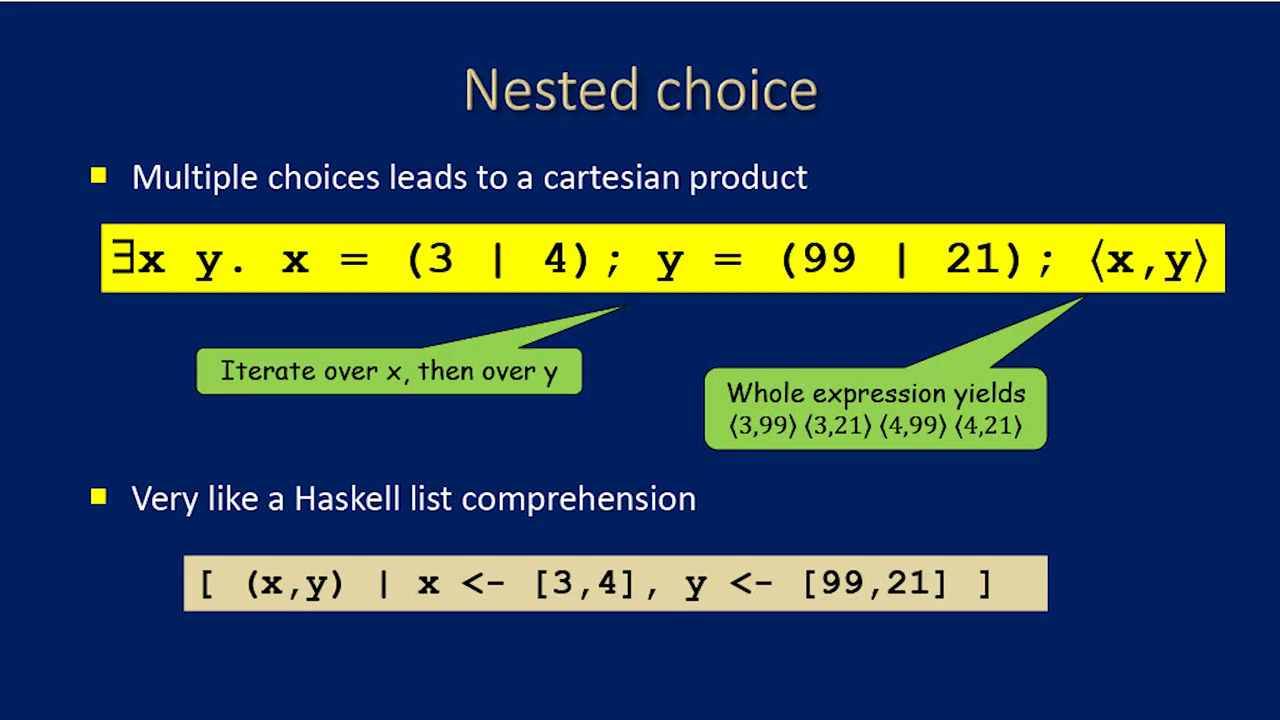 Nested choice
Multiple choices leads to a cartesian product
∃x y. x = (3 | 4); y = (99 | 21); ⟨x,y⟩
Iterate over x, then over y
Whole expression yields
⟨3,99⟩ ⟨3,21⟩ ⟨4,99⟩ ⟨4,21⟩
Very like a Haskell list comprehension
[ (x,y) | x <- [3,4], y <- [99,21] ]